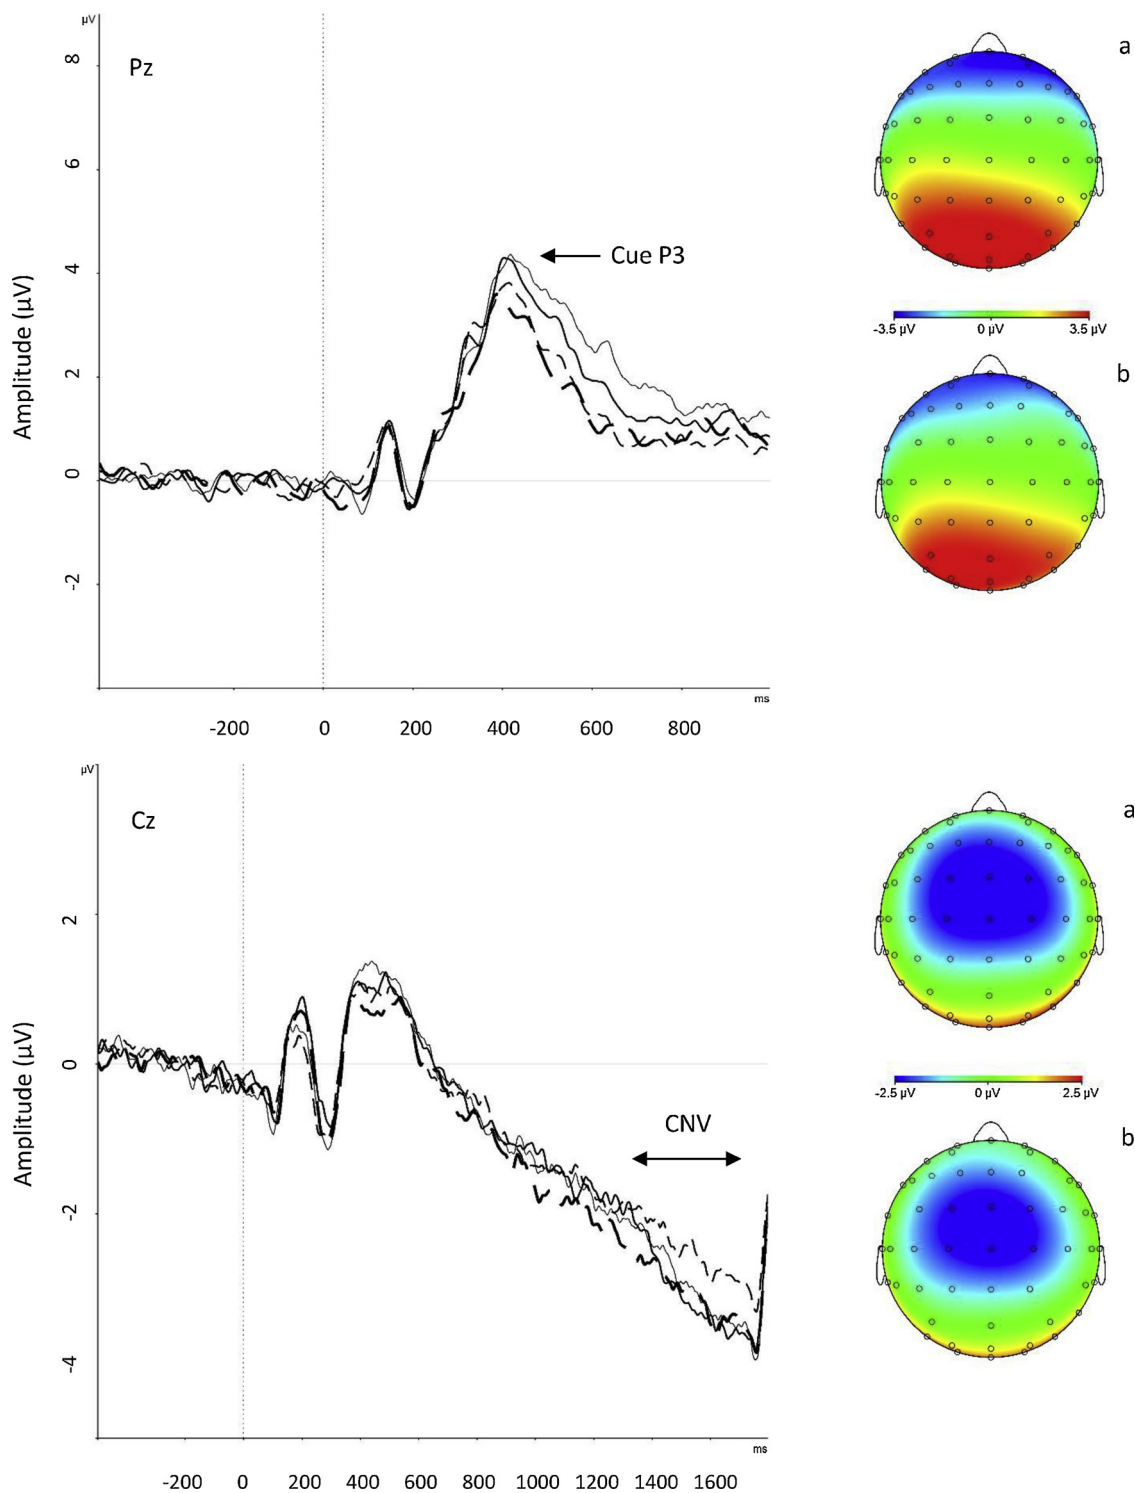 µV
8
Pz
6
Amplitude (µV)
4
Cue P3
2
0
-2
ms
-200 0 200 400 600 800
a
-3.5 µV 0 µV 3.5 µV
b
µV
Cz
2
Amplitude (µV)
0
CNV
-2
-4
ms
-200 0 200 400 600 800 1000 1200 1400 1600
a
-2.5 µV 0 µV 2.5 µV
b